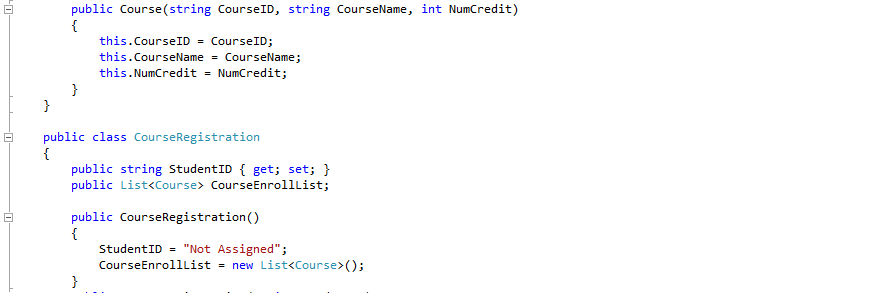 public Course(string CourseID, string CourseName, int NumCredit)
{
this.CourseID = CourseID;
this.CourseName = CourseName;
this.NumCredit = NumCredit;
}
}
public class CourseRegistration
{
public string StudentID { get; set; }
public List<Course> CourseEnrollList;
public CourseRegistration()
{
StudentID = "Not Assigned";
CourseEnrollList = new List<Course>();
}